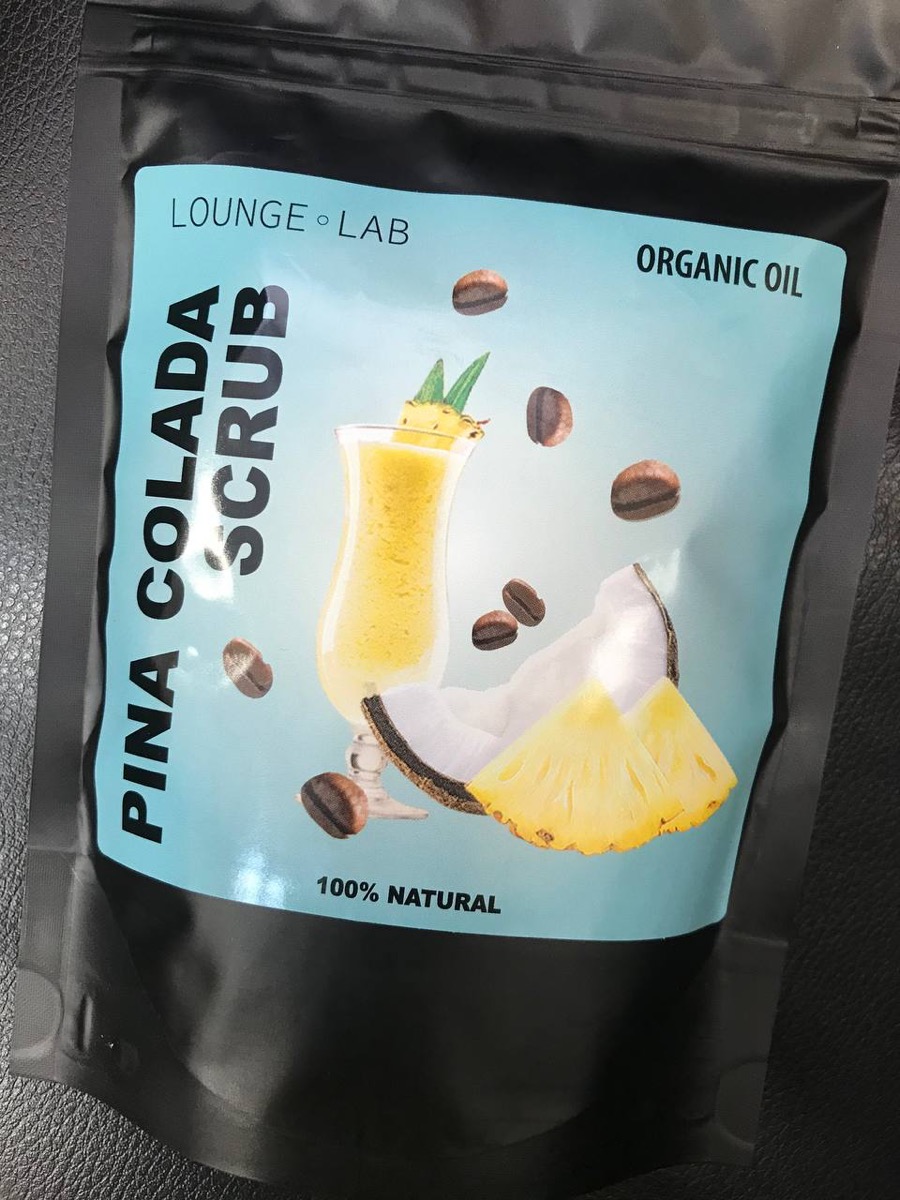 LOUNGE ◦ LAB
ORGANIC OIL
PINA COLADA
SCRUB
100% NATURAL